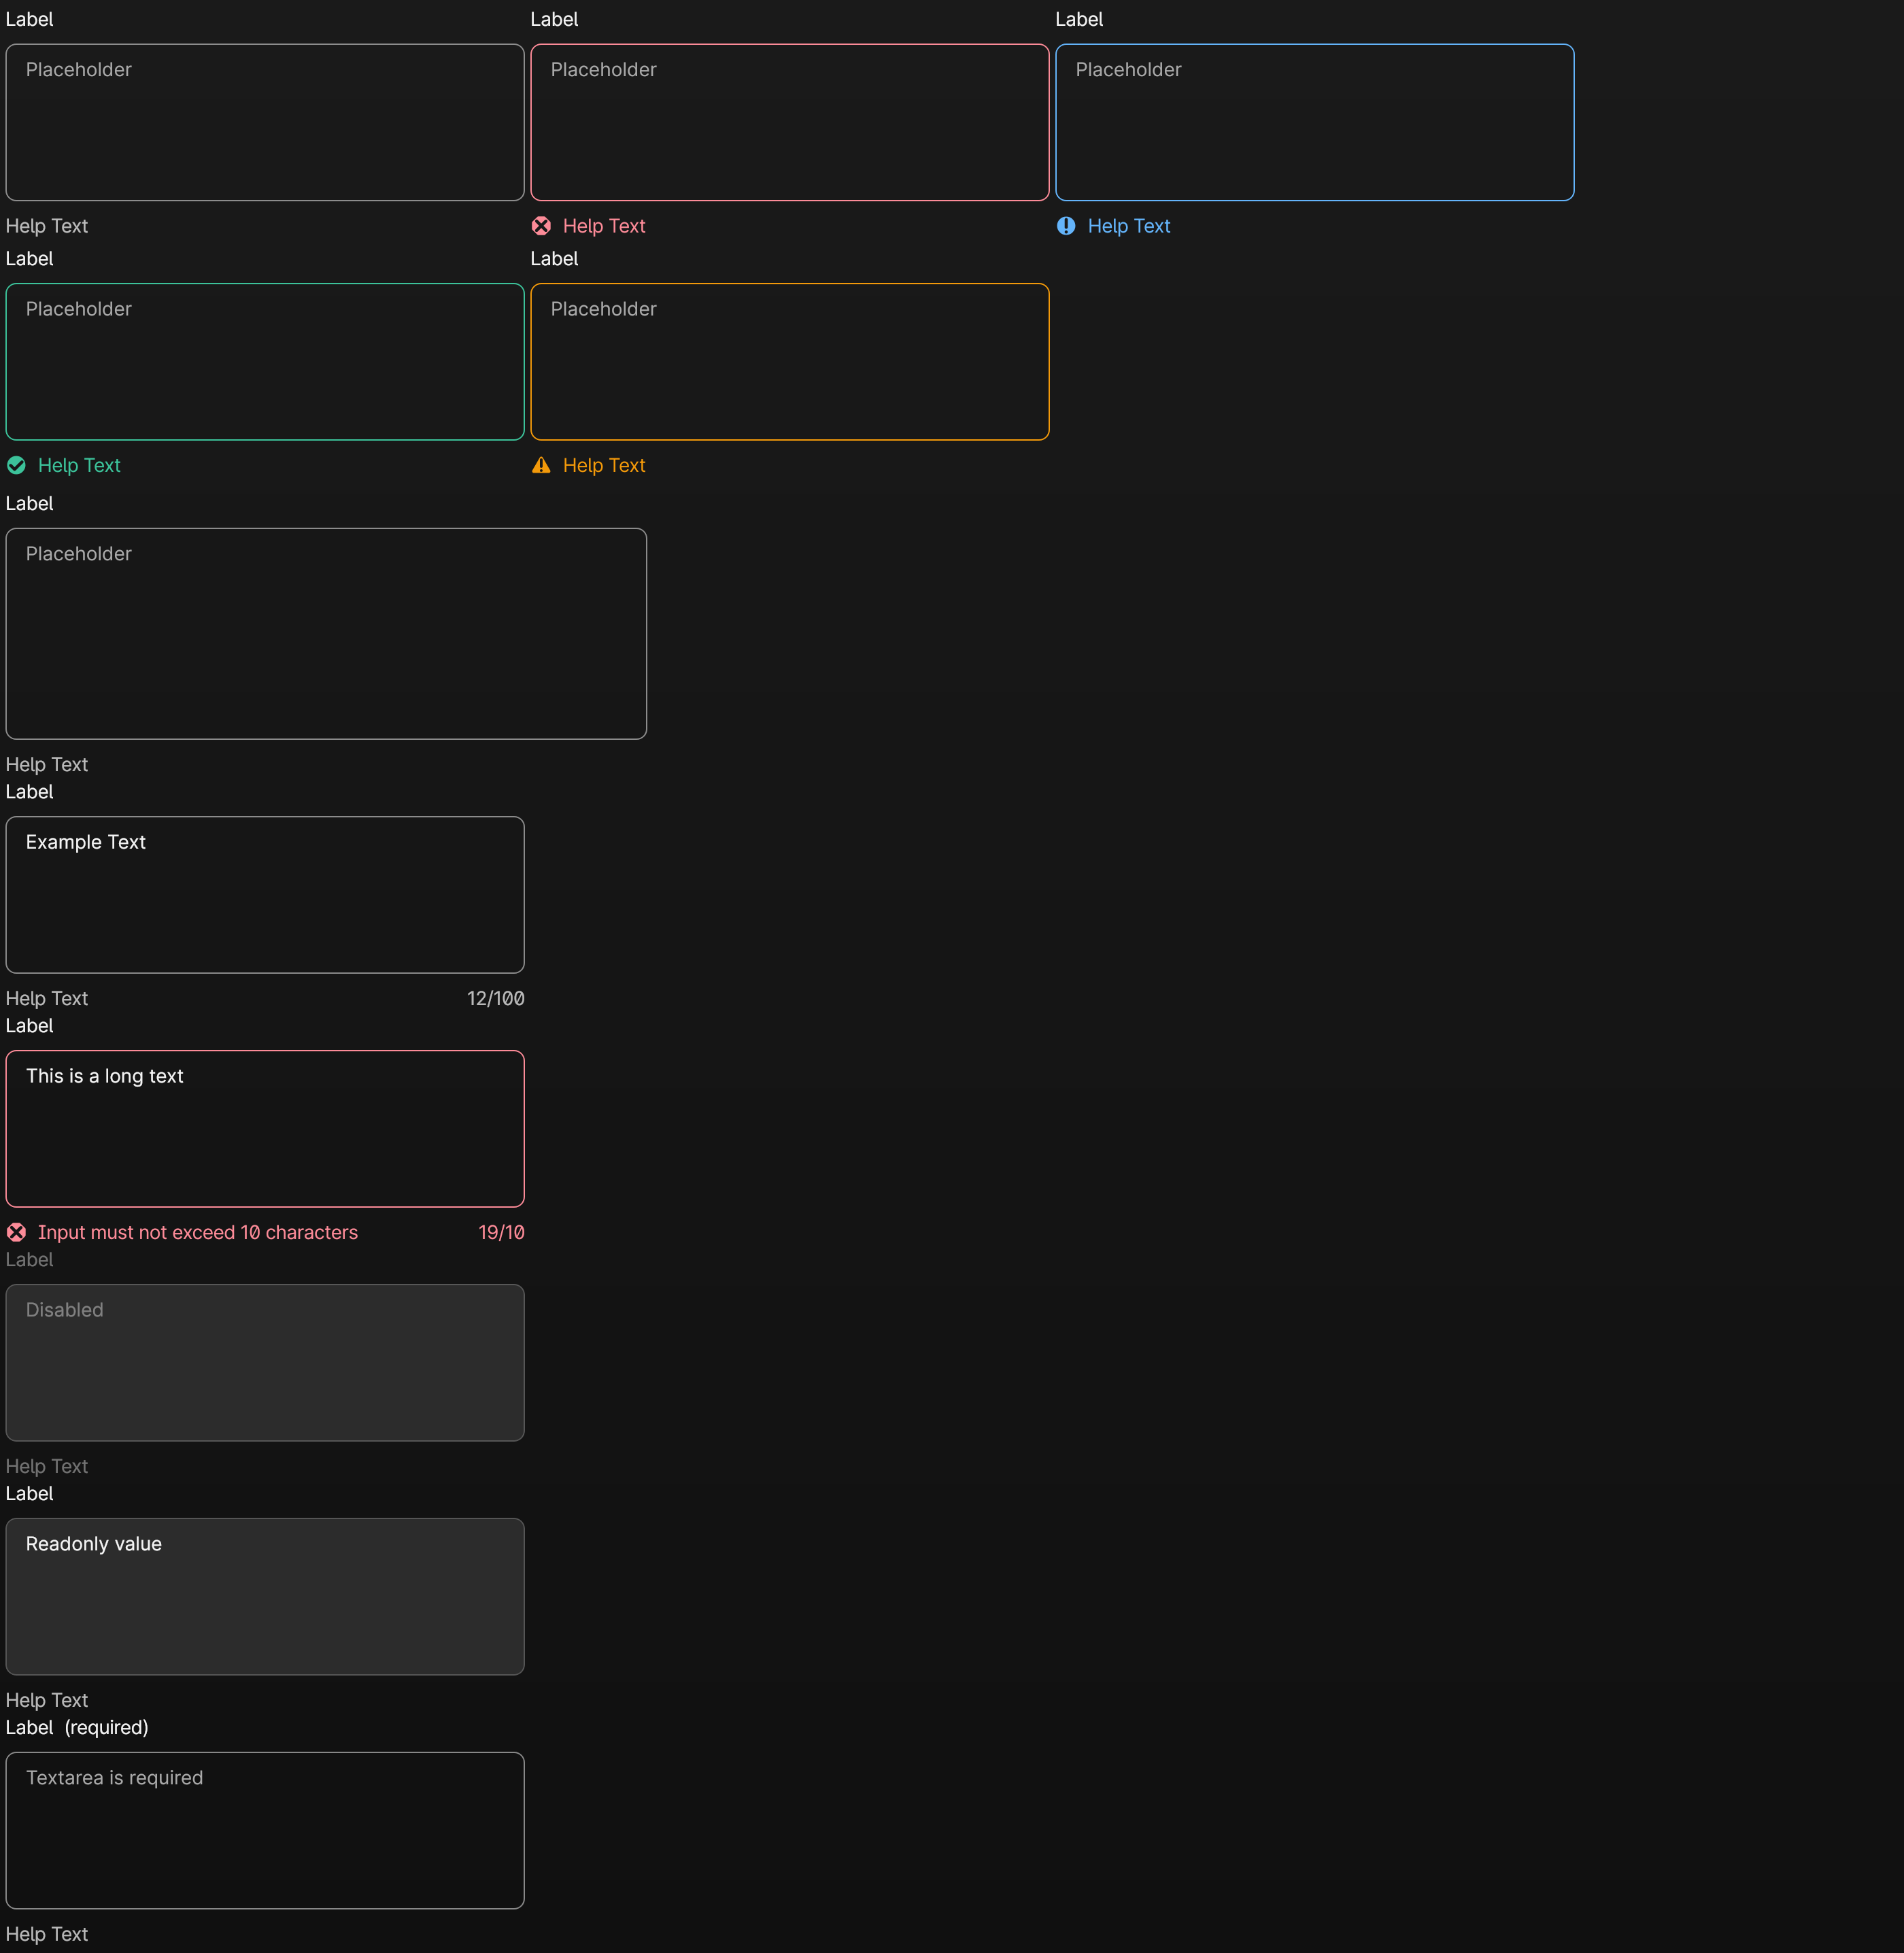 Label Label Label
Placeholder Placeholder Placeholder
Help Text Help Text Help Text
Label Label
Placeholder Placeholder
Help Text Help Text
Label
Placeholder
Help Text
Label
Example Text
Help Text 12/100
Label
This is a long text
Input must not exceed 10 characters 19/10
Label
Disabled
Help Text
Label
Readonly value
Help Text
Label (required)
Textarea is required
Help Text